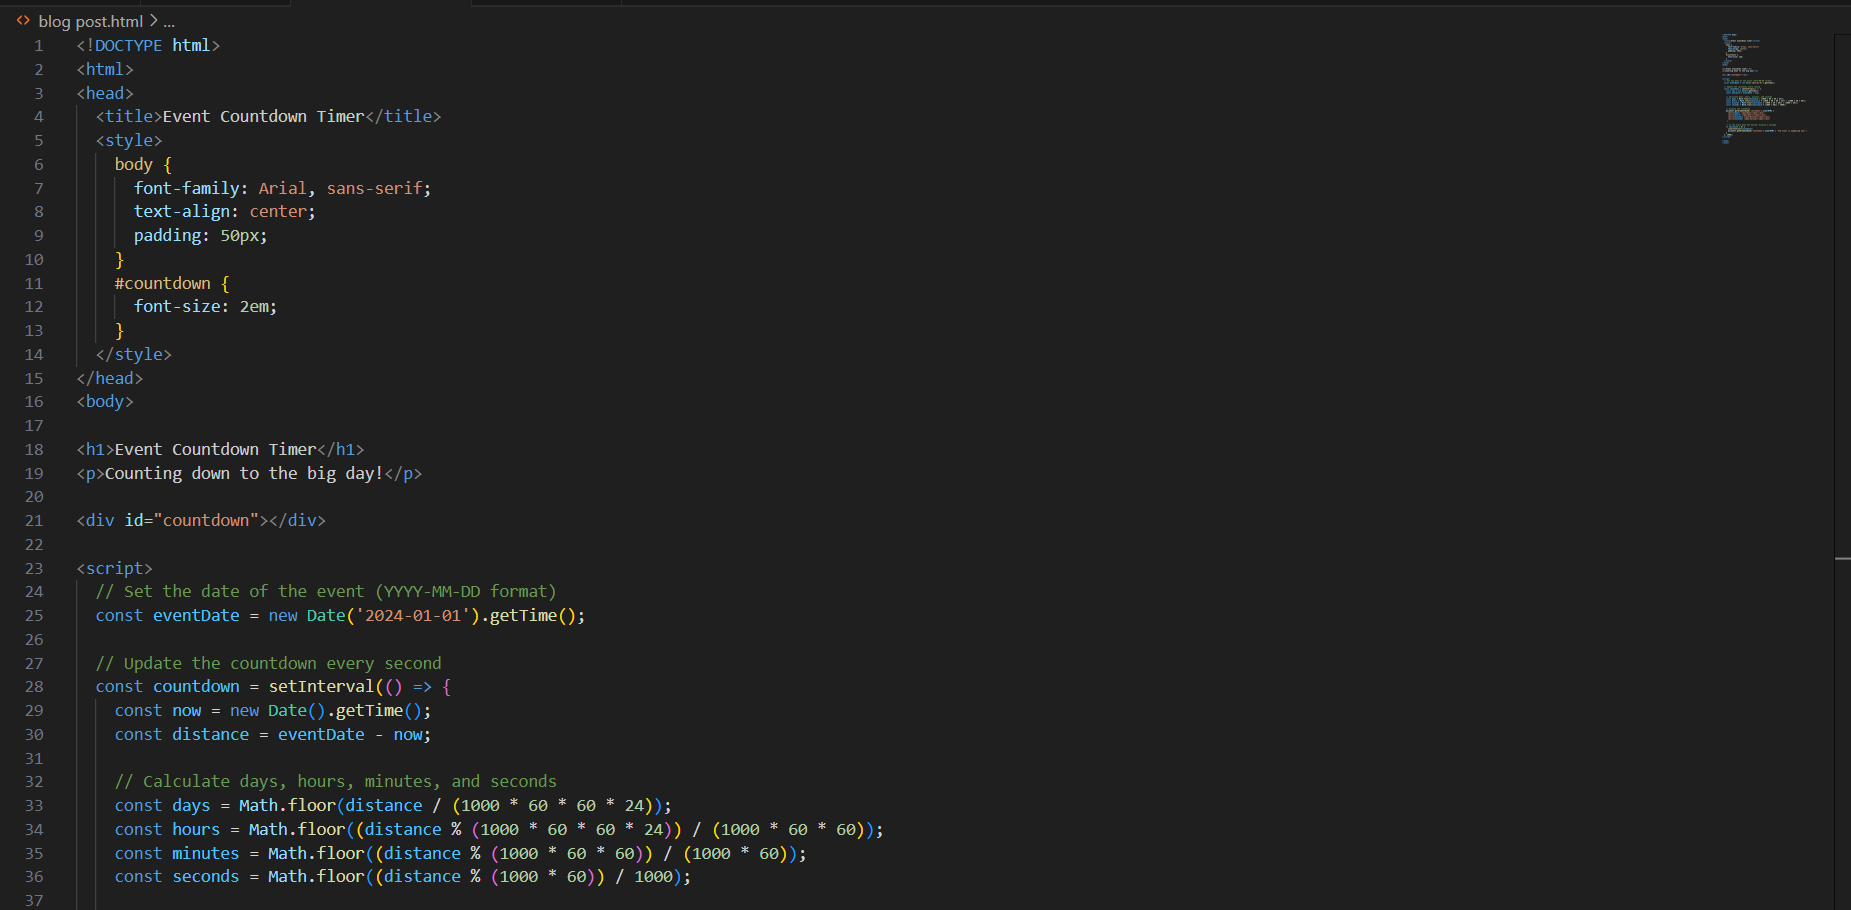 <> blog post.html > ...
1 <!DOCTYPE html>
2 <html>
3 <head>
4   <title>Event Countdown Timer</title>
5   <style>
6     body {
7       font-family: Arial, sans-serif;
8       text-align: center;
9       padding: 50px;
10     }
11     #countdown {
12       font-size: 2em;
13     }
14   </style>
15 </head>
16 <body>
17
18 <h1>Event Countdown Timer</h1>
19 <p>Counting down to the big day!</p>
20
21 <div id="countdown"></div>
22
23 <script>
24   // Set the date of the event (YYYY-MM-DD format)
25   const eventDate = new Date('2024-01-01').getTime();
26
27   // Update the countdown every second
28   const countdown = setInterval(() => {
29     const now = new Date().getTime();
30     const distance = eventDate - now;
31
32     // Calculate days, hours, minutes, and seconds
33     const days = Math.floor(distance / (1000 * 60 * 60 * 24));
34     const hours = Math.floor((distance % (1000 * 60 * 60 * 24)) / (1000 * 60 * 60));
35     const minutes = Math.floor((distance % (1000 * 60 * 60)) / (1000 * 60));
36     const seconds = Math.floor((distance % (1000 * 60)) / 1000);
37